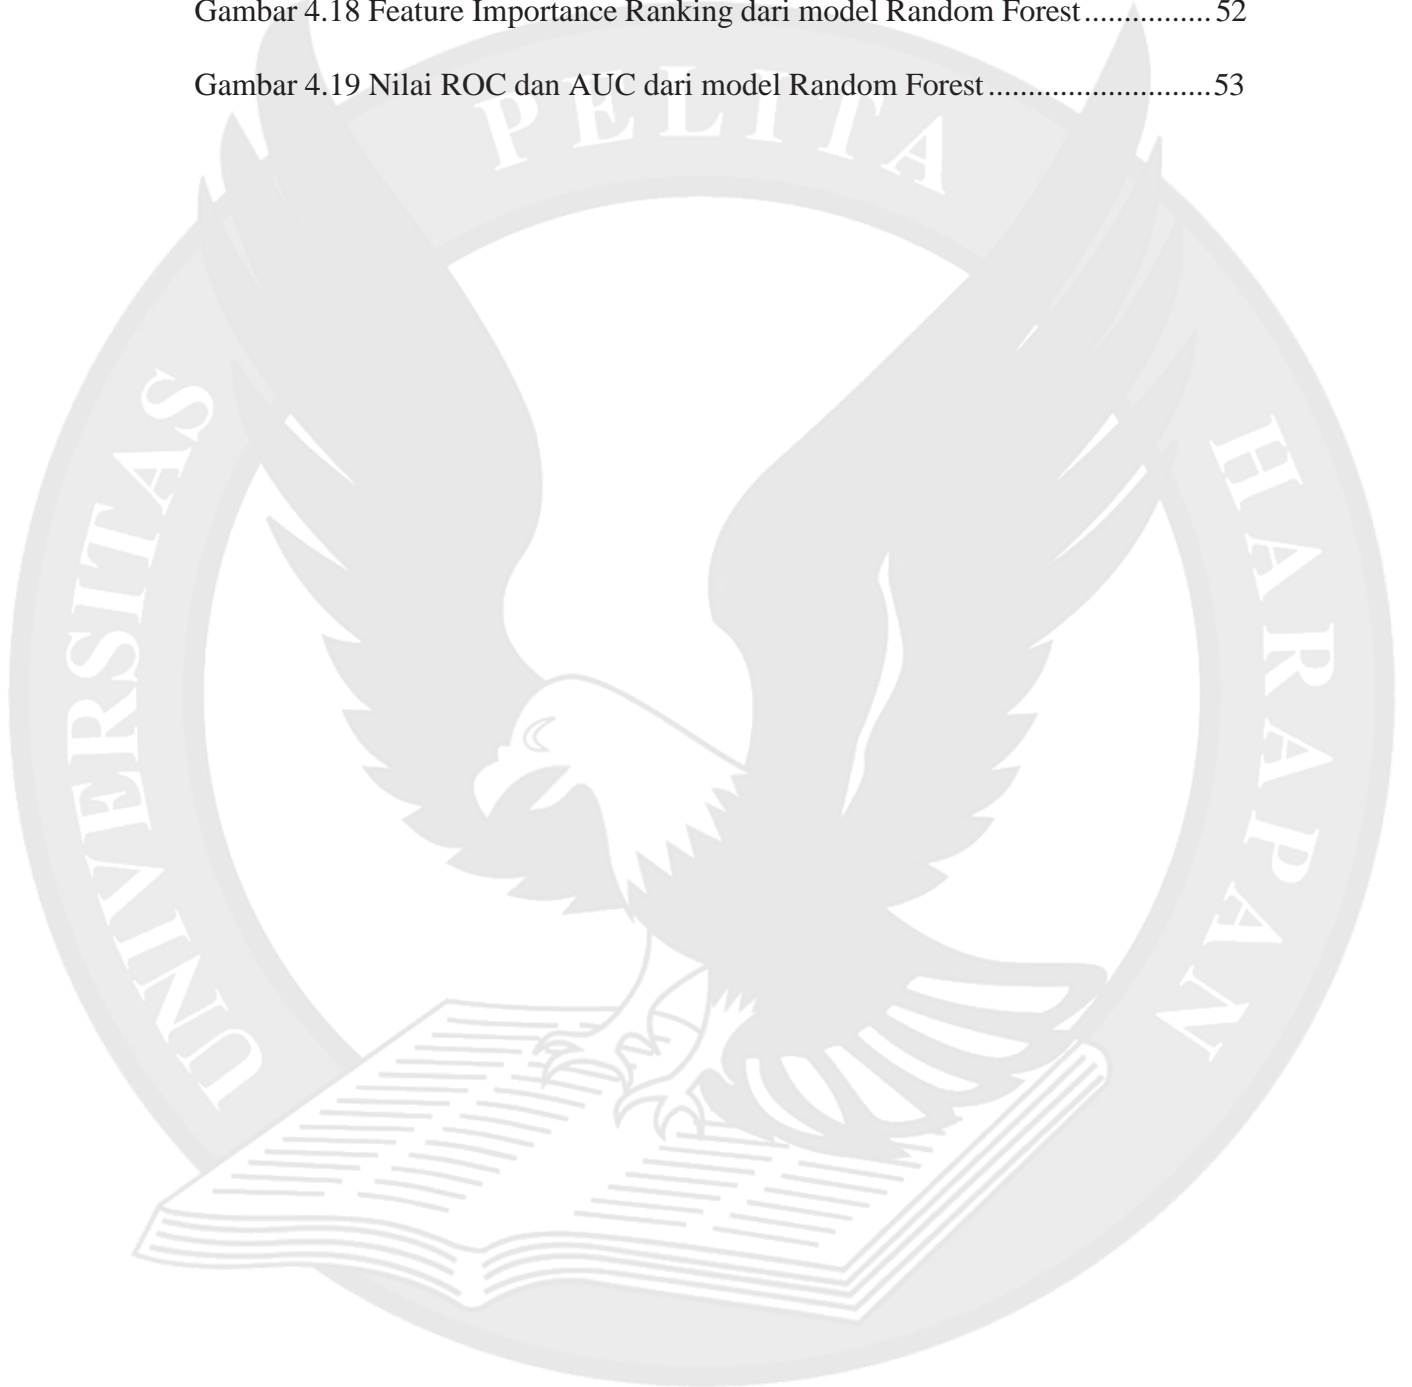 Gambar 4.18 Feature Importance Ranking dari model Random Forest................52
Gambar 4.19 Nilai ROC dan AUC dari model Random Forest............................53
UNIVERSITAS PELITA HARAPAN